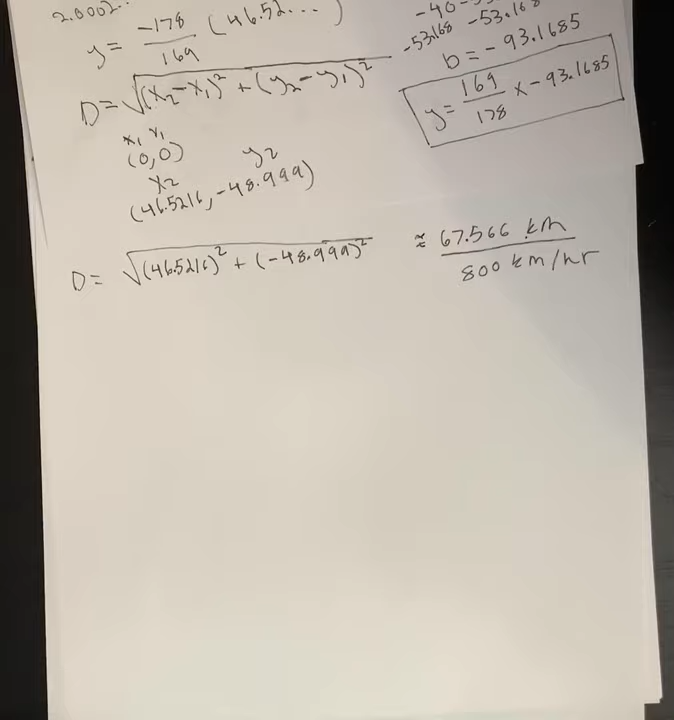 2.0002..
y = -178/169 (46.52...)
D = √(x2-x1)² + (y2-y1)²
x1 y1
(0,0)
x2 y2
(46.5216, -48.999)
D = √(46.5216)² + (-48.999)² ≈ 67.566 km / 800 km/hr
-53.168 -53.168
b = -93.1685
y = 169/178 x - 93.1685